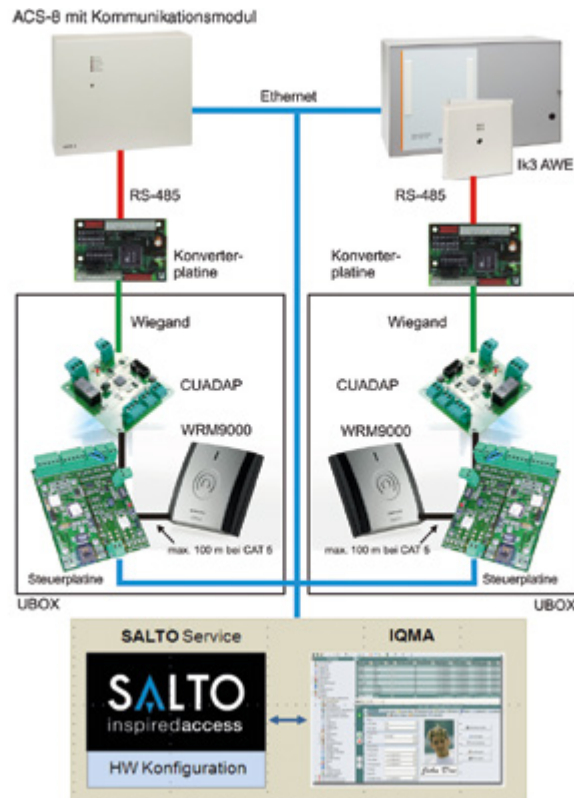 ACS-8 mit Kommunikationsmodul
Ethernet
Ik3 AWE
RS-485
RS-485
Konverter-
platine
Konverter-
platine
Wiegand
Wiegand
CUADAP
CUADAP
WRM9000
WRM9000
max. 100 m bei CAT 5
max. 100 m bei CAT 5
Steuerplatine
Steuerplatine
UBOX
UBOX
SALTO Service
IQMA
SALTO
inspiredaccess
HW Konfiguration
John Doe